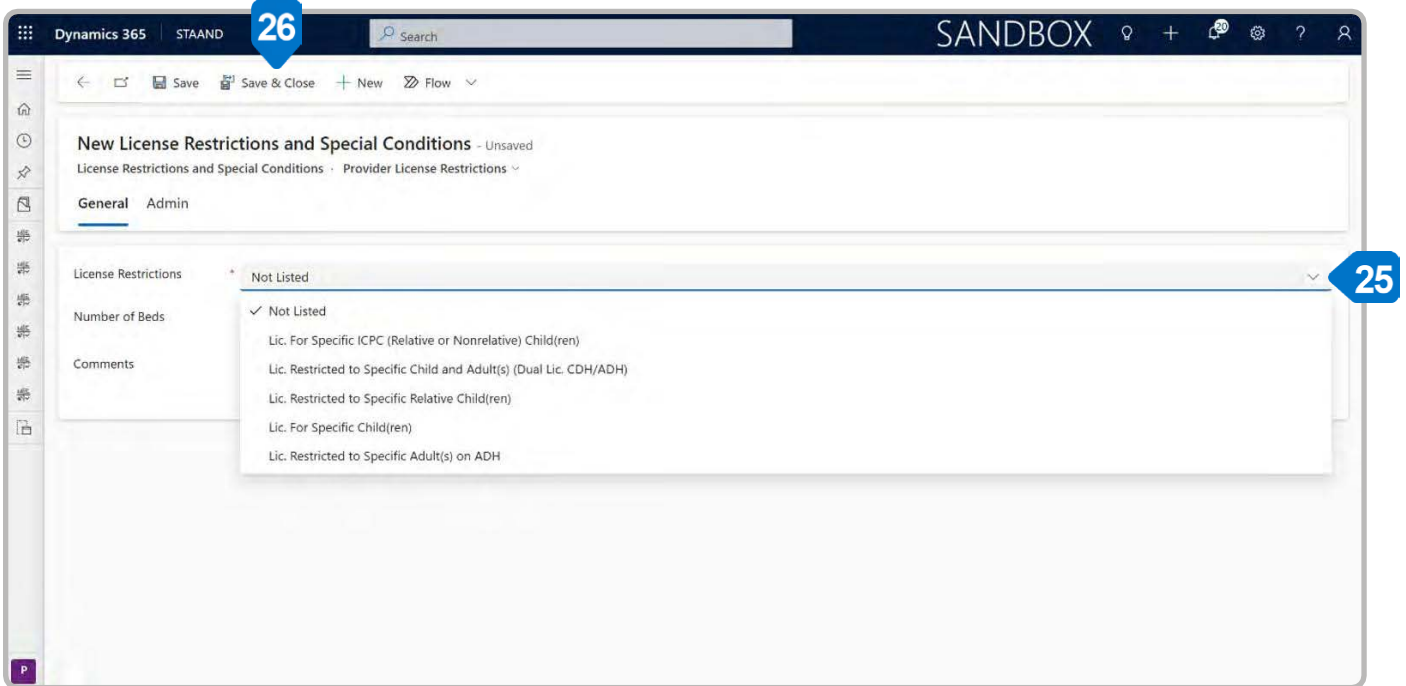 26
Dynamics 365 STAAND Search SANDBOX 20 ?
Save Save & Close New Flow
New License Restrictions and Special Conditions - Unsaved
License Restrictions and Special Conditions · Provider License Restrictions
General Admin
License Restrictions * Not Listed 25
Number of Beds
Comments
Not Listed
Lic. For Specific ICPC (Relative or Nonrelative) Child(ren)
Lic. Restricted to Specific Child and Adult(s) (Dual Lic. CDH/ADH)
Lic. Restricted to Specific Relative Child(ren)
Lic. For Specific Child(ren)
Lic. Restricted to Specific Adult(s) on ADH
P